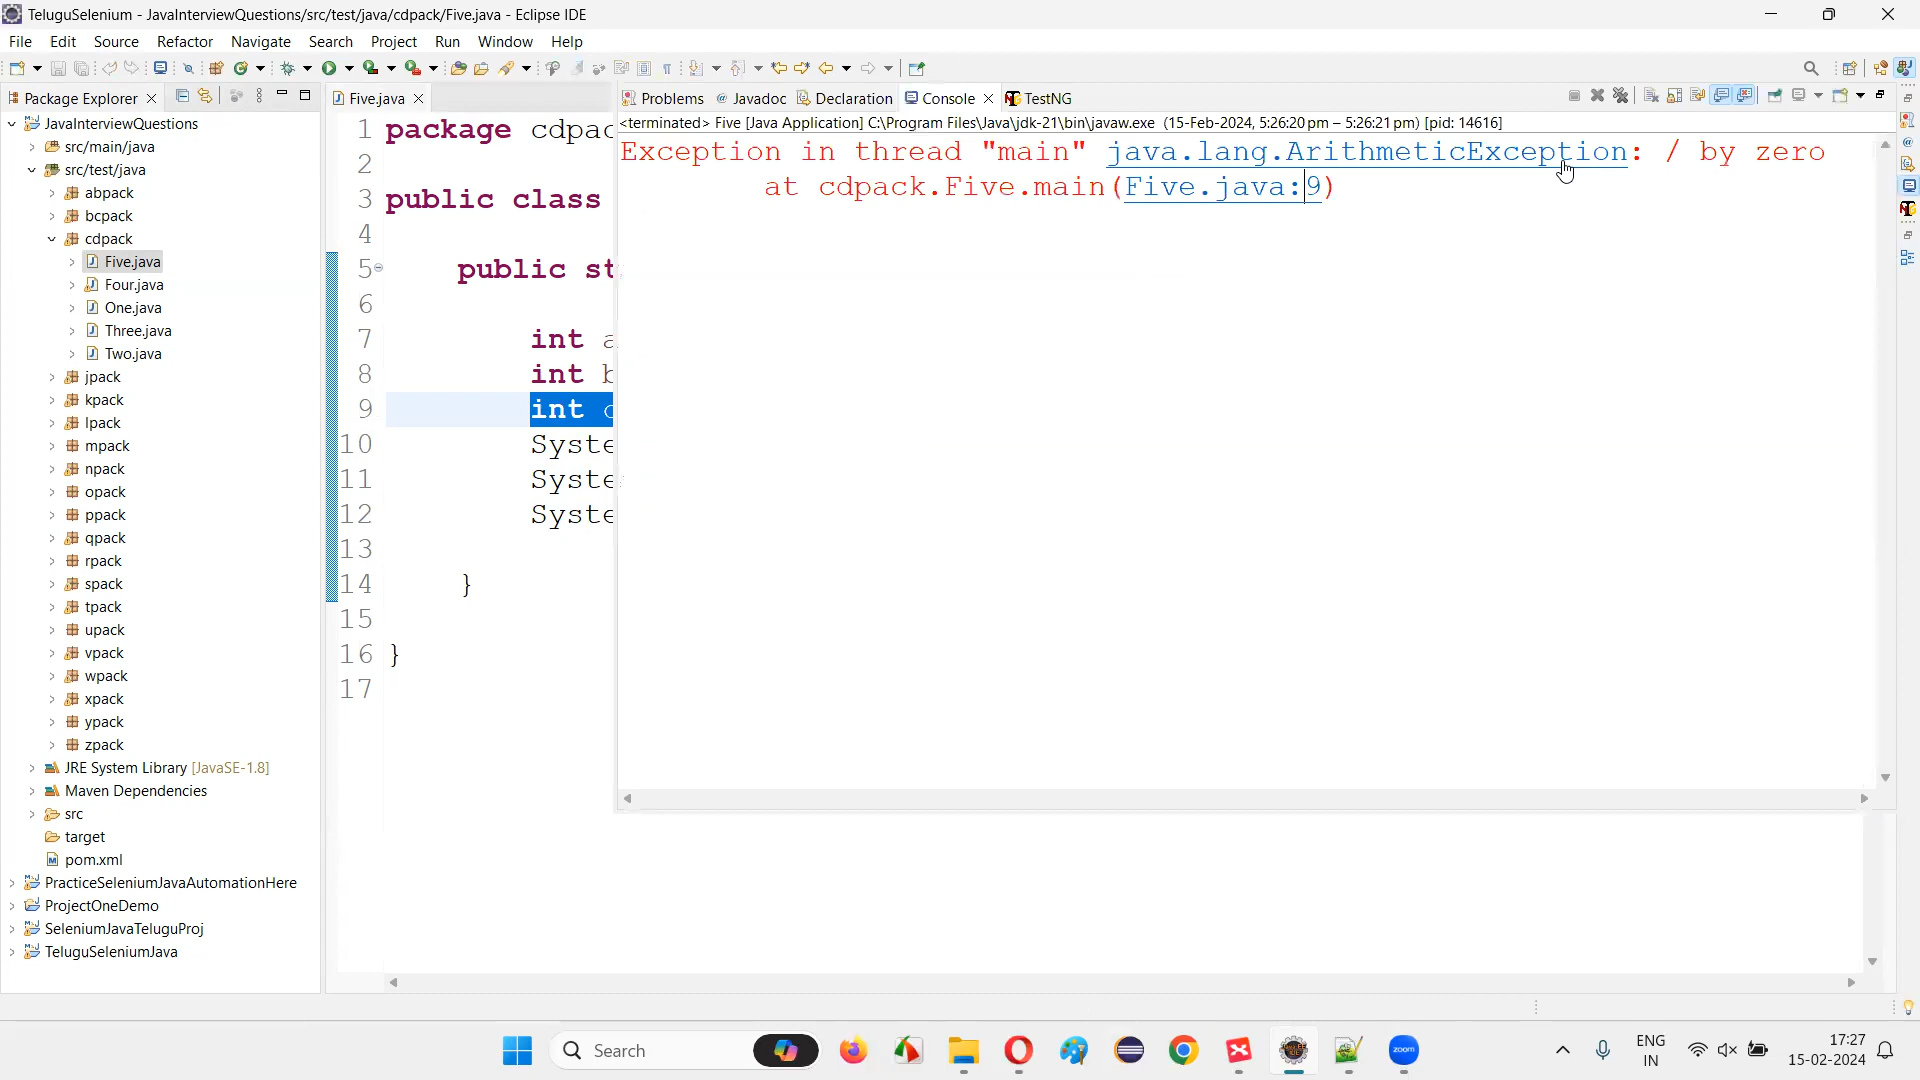 TeluguSelenium - JavaInterviewQuestions/src/test/java/cdpack/Five.java - Eclipse IDE
File Edit Source Refactor Navigate Search Project Run Window Help
Package Explorer
JavaInterviewQuestions
src/main/java
src/test/java
abpack
bcpack
cdpack
Five.java
Four.java
One.java
Three.java
Two.java
jpack
kpack
lpack
mpack
npack
opack
ppack
qpack
rpack
spack
tpack
upack
vpack
wpack
xpack
ypack
zpack
JRE System Library [JavaSE-1.8]
Maven Dependencies
src
target
pom.xml
PracticeSeleniumJavaAutomationHere
ProjectOneDemo
SeleniumJavaTeluguProj
TeluguSeleniumJava
Five.java
1 package cdpac
2
3 public class
4
5 public st
6
7 int a
8 int b
9 int c
10 Syste
11 Syste
12 Syste
13
14 }
15
16 }
17
Problems Javadoc Declaration Console TestNG
<terminated> Five [Java Application] C:\Program Files\Java\jdk-21\bin\javaw.exe (15-Feb-2024, 5:26:20 pm – 5:26:21 pm) [pid: 14616]
Exception in thread "main" java.lang.ArithmeticException: / by zero
at cdpack.Five.main(Five.java:9)
Search
zoom
ENG
IN
17:27
15-02-2024